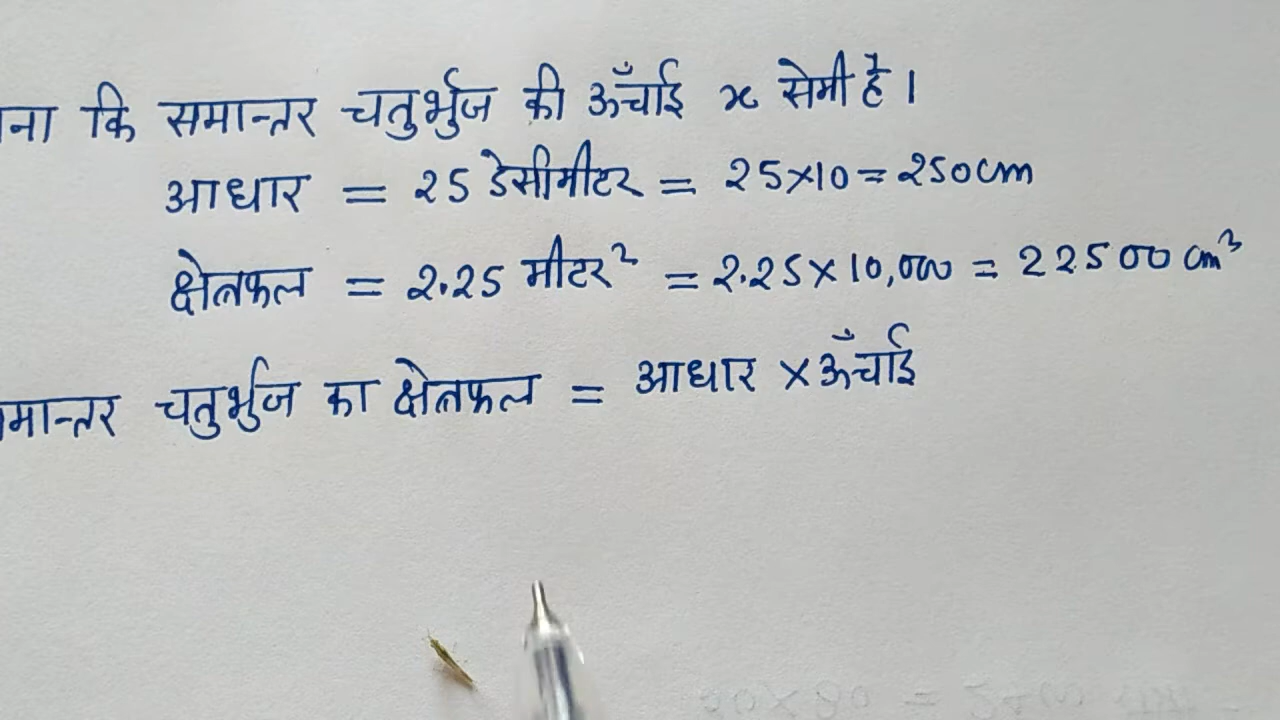 ना कि समान्तर चतुर्भुज की ऊँचाई x सेमी है।
आधार = 25 डेसीमीटर = 25×10 = 250cm
क्षेत्रफल = 2.25 मीटर² = 2.25×10,000 = 22500 cm²
मान्तर चतुर्भुज का क्षेत्रफल = आधार × ऊँचाई